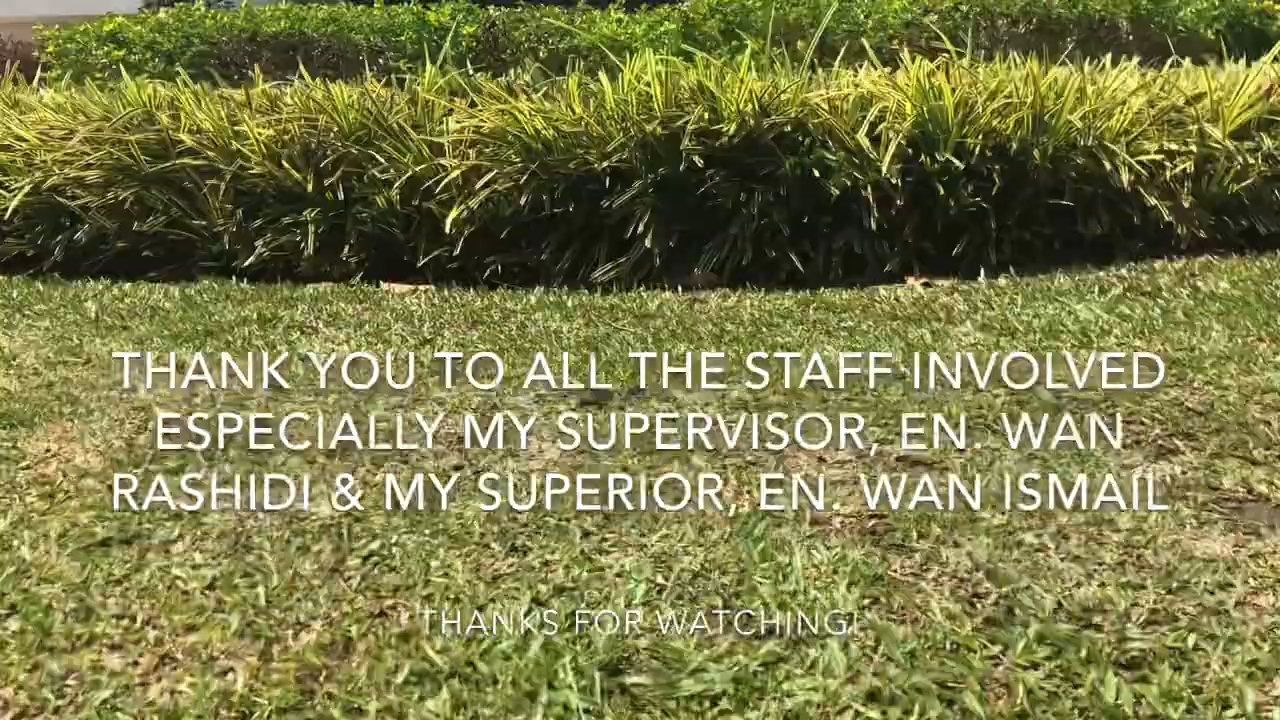 THANK YOU TO ALL THE STAFF INVOLVED
ESPECIALLY MY SUPERVISOR, EN. WAN
RASHIDI & MY SUPERIOR, EN. WAN ISMAIL
THANKS FOR WATCHING!